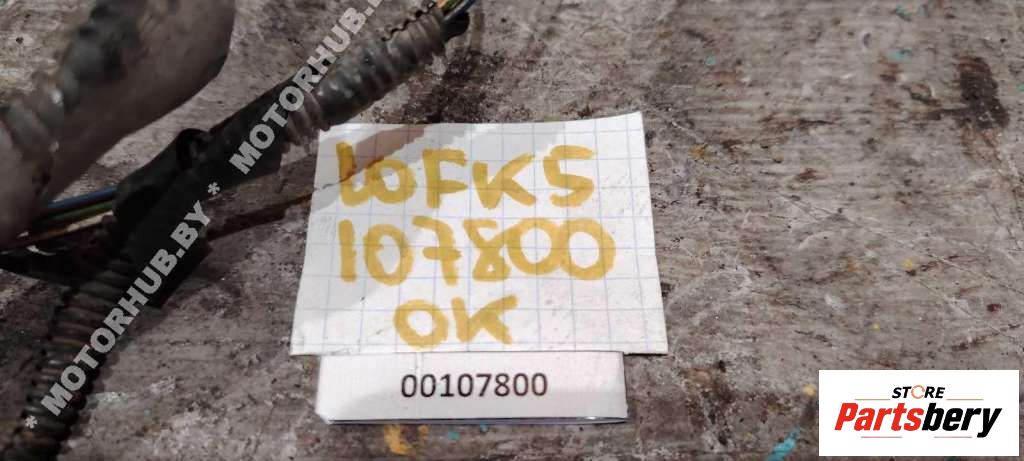 * MOTORHUB.BY * MOTORHUB.BY
10FK5
107800
OK
00107800
STORE
Partsbery